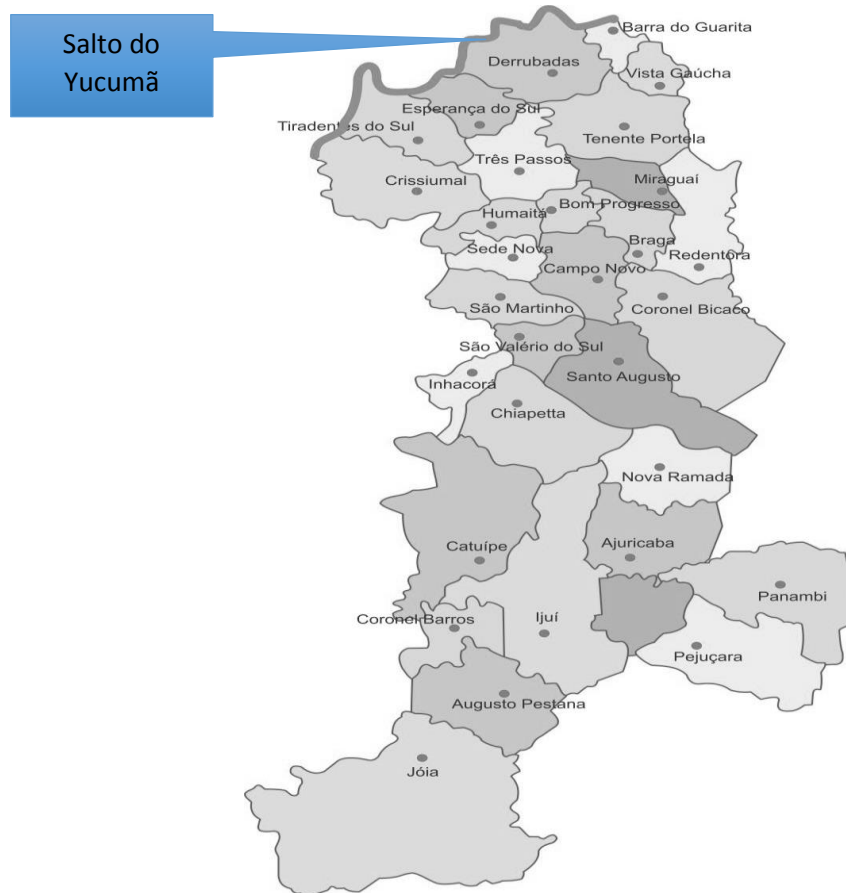 Salto do
Yucumã
Barra do Guarita
Derrubadas
Vista Gaúcha
Esperança do Sul
Tiradentes do Sul
Tenente Portela
Três Passos
Miraguaí
Crissiumal
Bom Progresso
Humaitá
Braga
Sede Nova
Redentôra
Campo Novo
São Martinho
Coronel Bicaco
São Valério do Sul
Santo Augusto
Inhacorá
Chiapetta
Nova Ramada
Ajuricaba
Catuípe
Panambi
Coronel Barros
Ijuí
Pejuçara
Augusto Pestana
Jóia